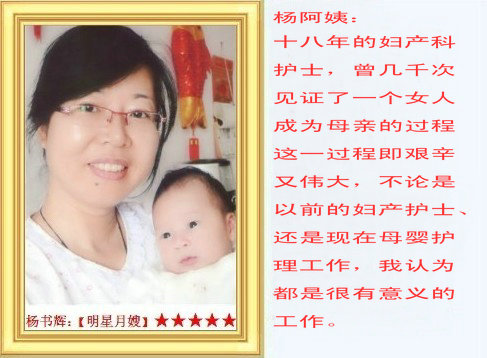 杨阿姨：
十八年的妇产科
护士，曾几千次
见证了一个女人
成为母亲的过程
这一过程即艰辛
又伟大，不论是
以前的妇产护士、
还是现在母婴护
理工作，我认为
都是很有意义的
工作。
杨书辉：【明星月嫂】★★★★★